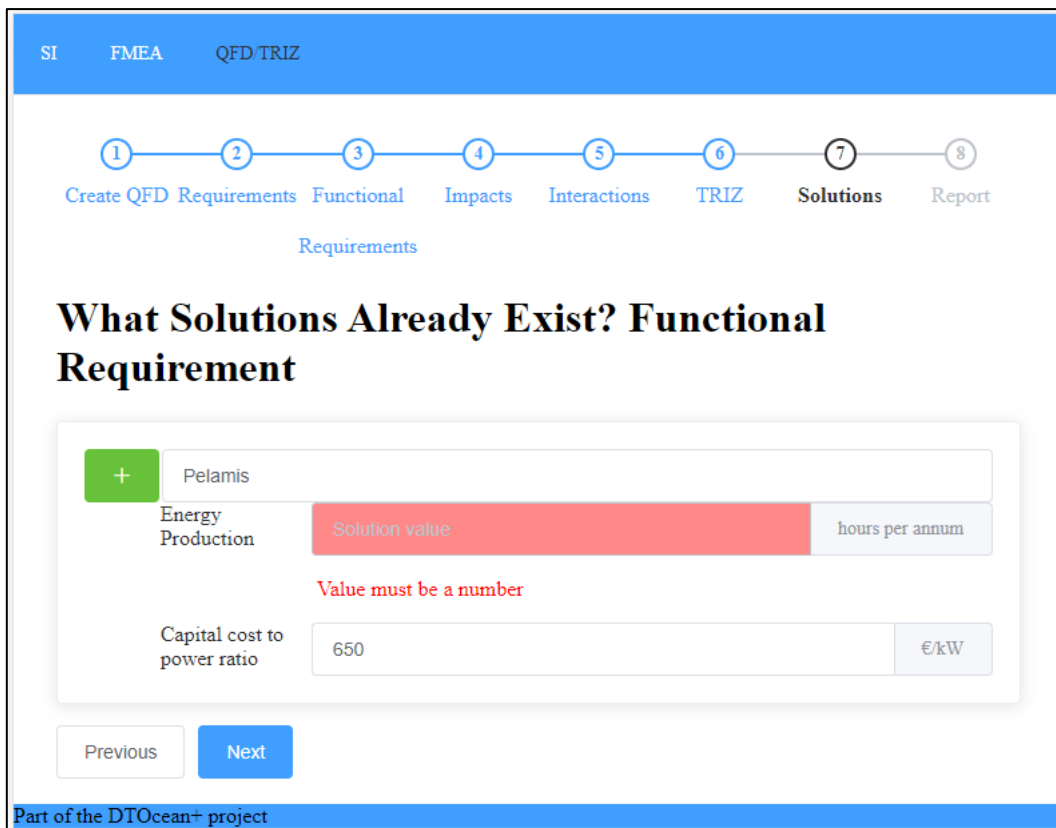 SI FMEA QFD/TRIZ
1 2 3 4 5 6 7 8
Create QFD Requirements Functional Impacts Interactions TRIZ Solutions Report
Requirements
What Solutions Already Exist? Functional
Requirement
+ Pelamis
Energy
Production
Solution value hours per annum
Value must be a number
Capital cost to
power ratio
650 €/kW
Previous Next
Part of the DTOcean+ project